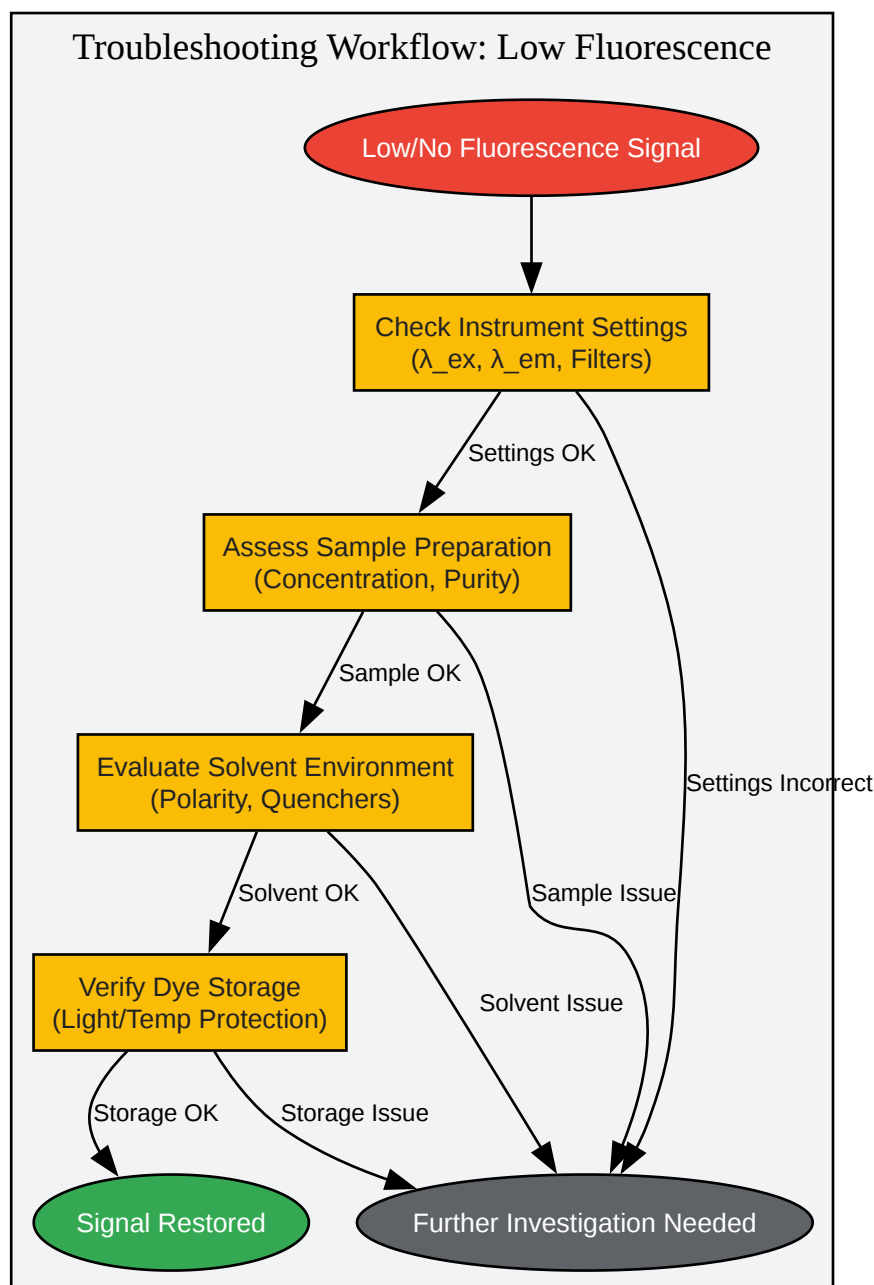 Troubleshooting Workflow: Low Fluorescence
Low/No Fluorescence Signal
Check Instrument Settings
(λ_ex, λ_em, Filters)
Settings OK
Assess Sample Preparation
(Concentration, Purity)
Sample OK
Evaluate Solvent Environment
(Polarity, Quenchers)
Settings Incorrect
Solvent OK
Sample Issue
Verify Dye Storage
(Light/Temp Protection)
Solvent Issue
Storage OK
Storage Issue
Signal Restored
Further Investigation Needed